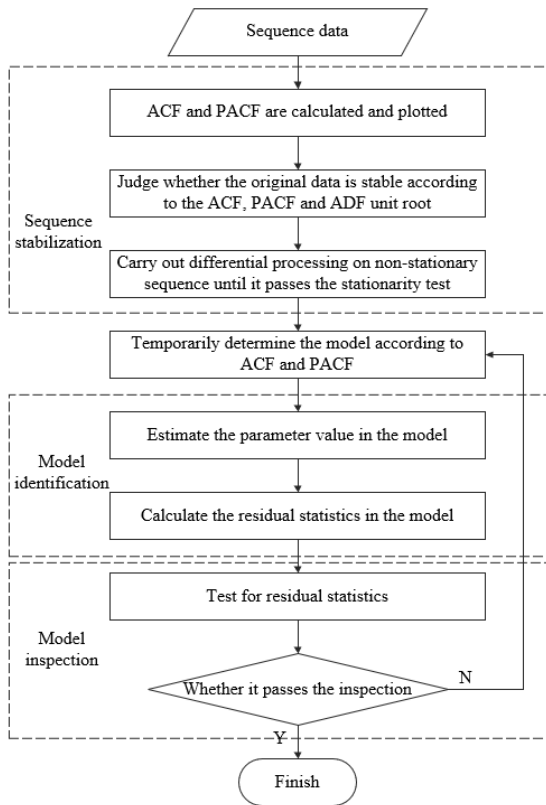 Sequence data
ACF and PACF are calculated and plotted
Judge whether the original data is stable according
to the ACF, PACF and ADF unit root
Sequence
stabilization
Carry out differential processing on non-stationary
sequence until it passes the stationarity test
Temporarily determine the model according to
ACF and PACF
Estimate the parameter value in the model
Model
identification
Calculate the residual statistics in the model
Test for residual statistics
Model
inspection
Whether it passes the inspection
N
Y
Finish